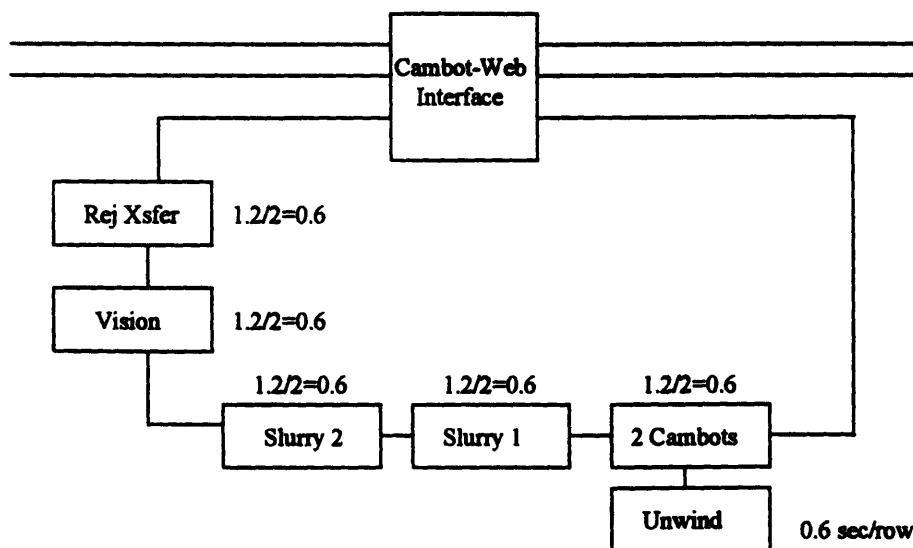 Cambot-Web
Interface
Rej Xsfer
1.2/2=0.6
Vision
1.2/2=0.6
1.2/2=0.6
1.2/2=0.6
1.2/2=0.6
Slurry 2
Slurry 1
2 Cambots
Unwind
0.6 sec/row